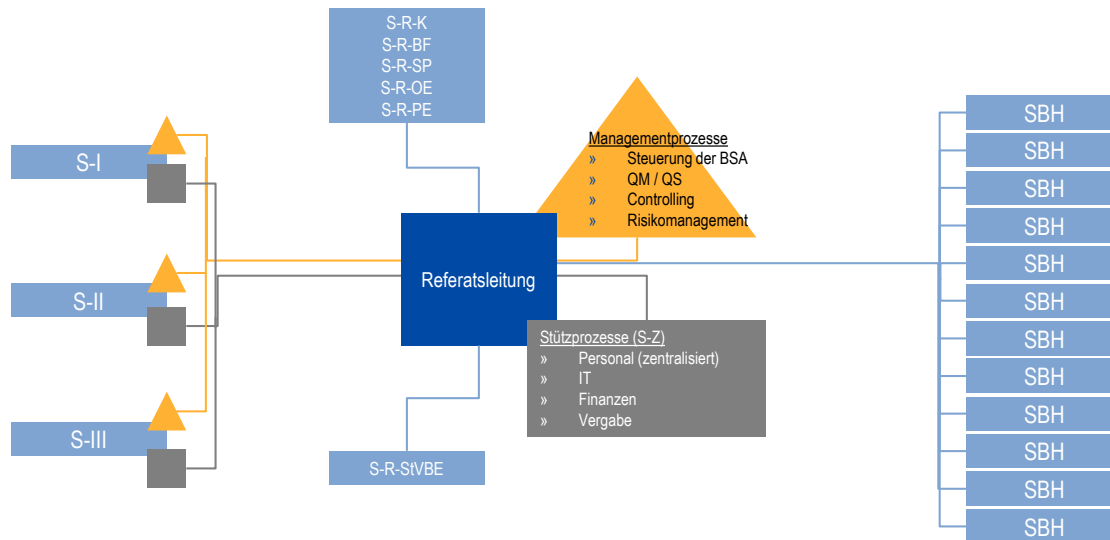 S-R-K
S-R-BF
S-R-SP
S-R-OE
S-R-PE
S-I
S-II
S-III
Managementprozesse
» Steuerung der BSA
» QM / QS
» Controlling
» Risikomanagement
Referatsleitung
Stützprozesse (S-Z)
» Personal (zentralisiert)
» IT
» Finanzen
» Vergabe
S-R-StVBE
SBH
SBH
SBH
SBH
SBH
SBH
SBH
SBH
SBH
SBH
SBH
SBH